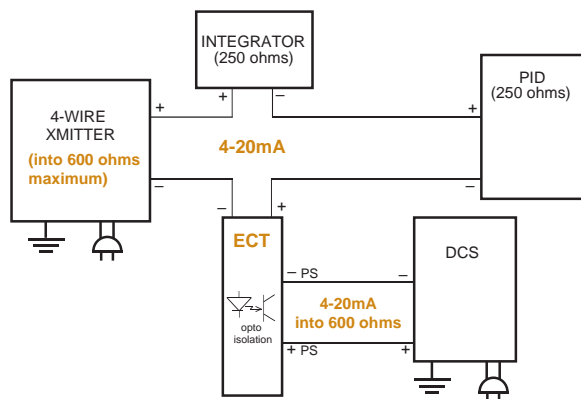 INTEGRATOR
(250 ohms)
+
–
4-WIRE
XMITTER
(into 600 ohms
maximum)
+
–
4-20mA
PID
(250 ohms)
+
–
–
+
ECT
opto
isolation
– PS
–
4-20mA
into 600 ohms
+ PS
+
DCS